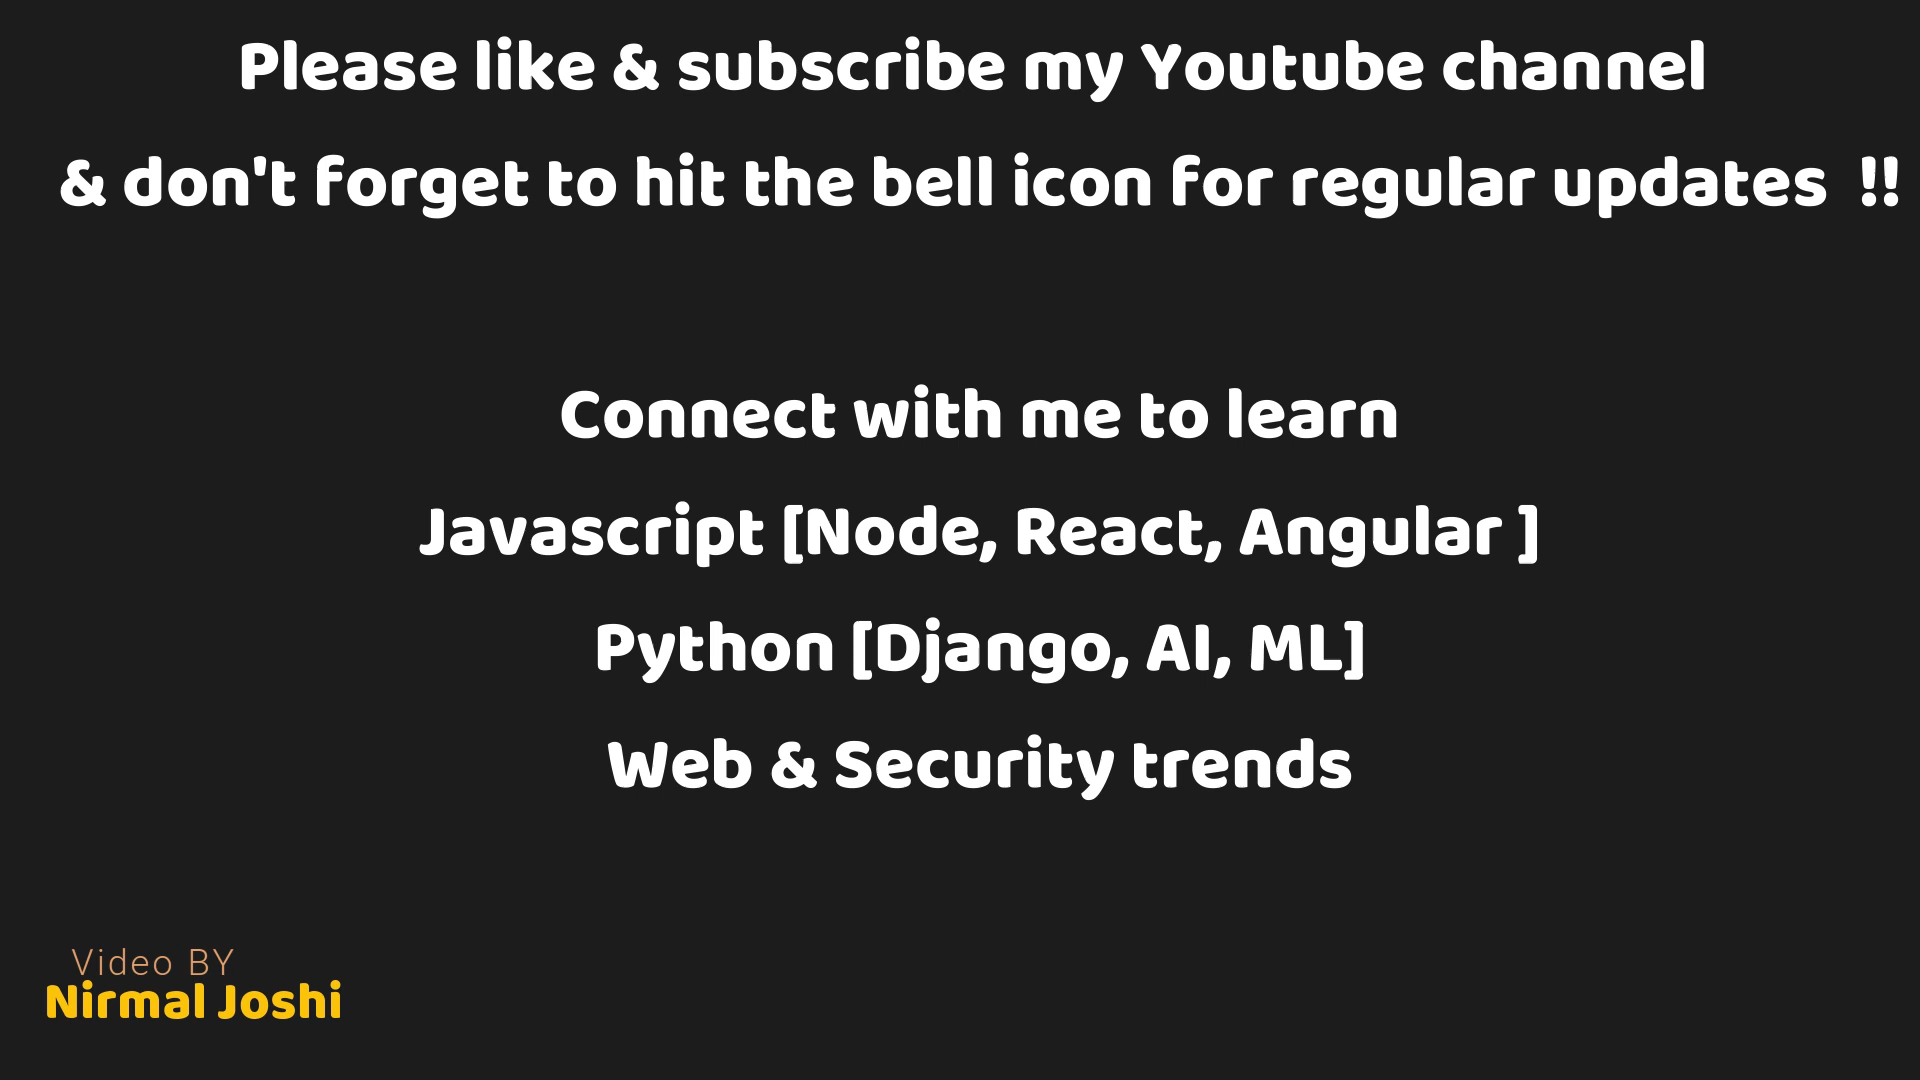 Please like & subscribe my Youtube channel
& don't forget to hit the bell icon for regular updates  !!
Connect with me to learn
Javascript [Node, React, Angular ]
Python [Django, AI, ML]
Web & Security trends
Video BY
Nirmal Joshi